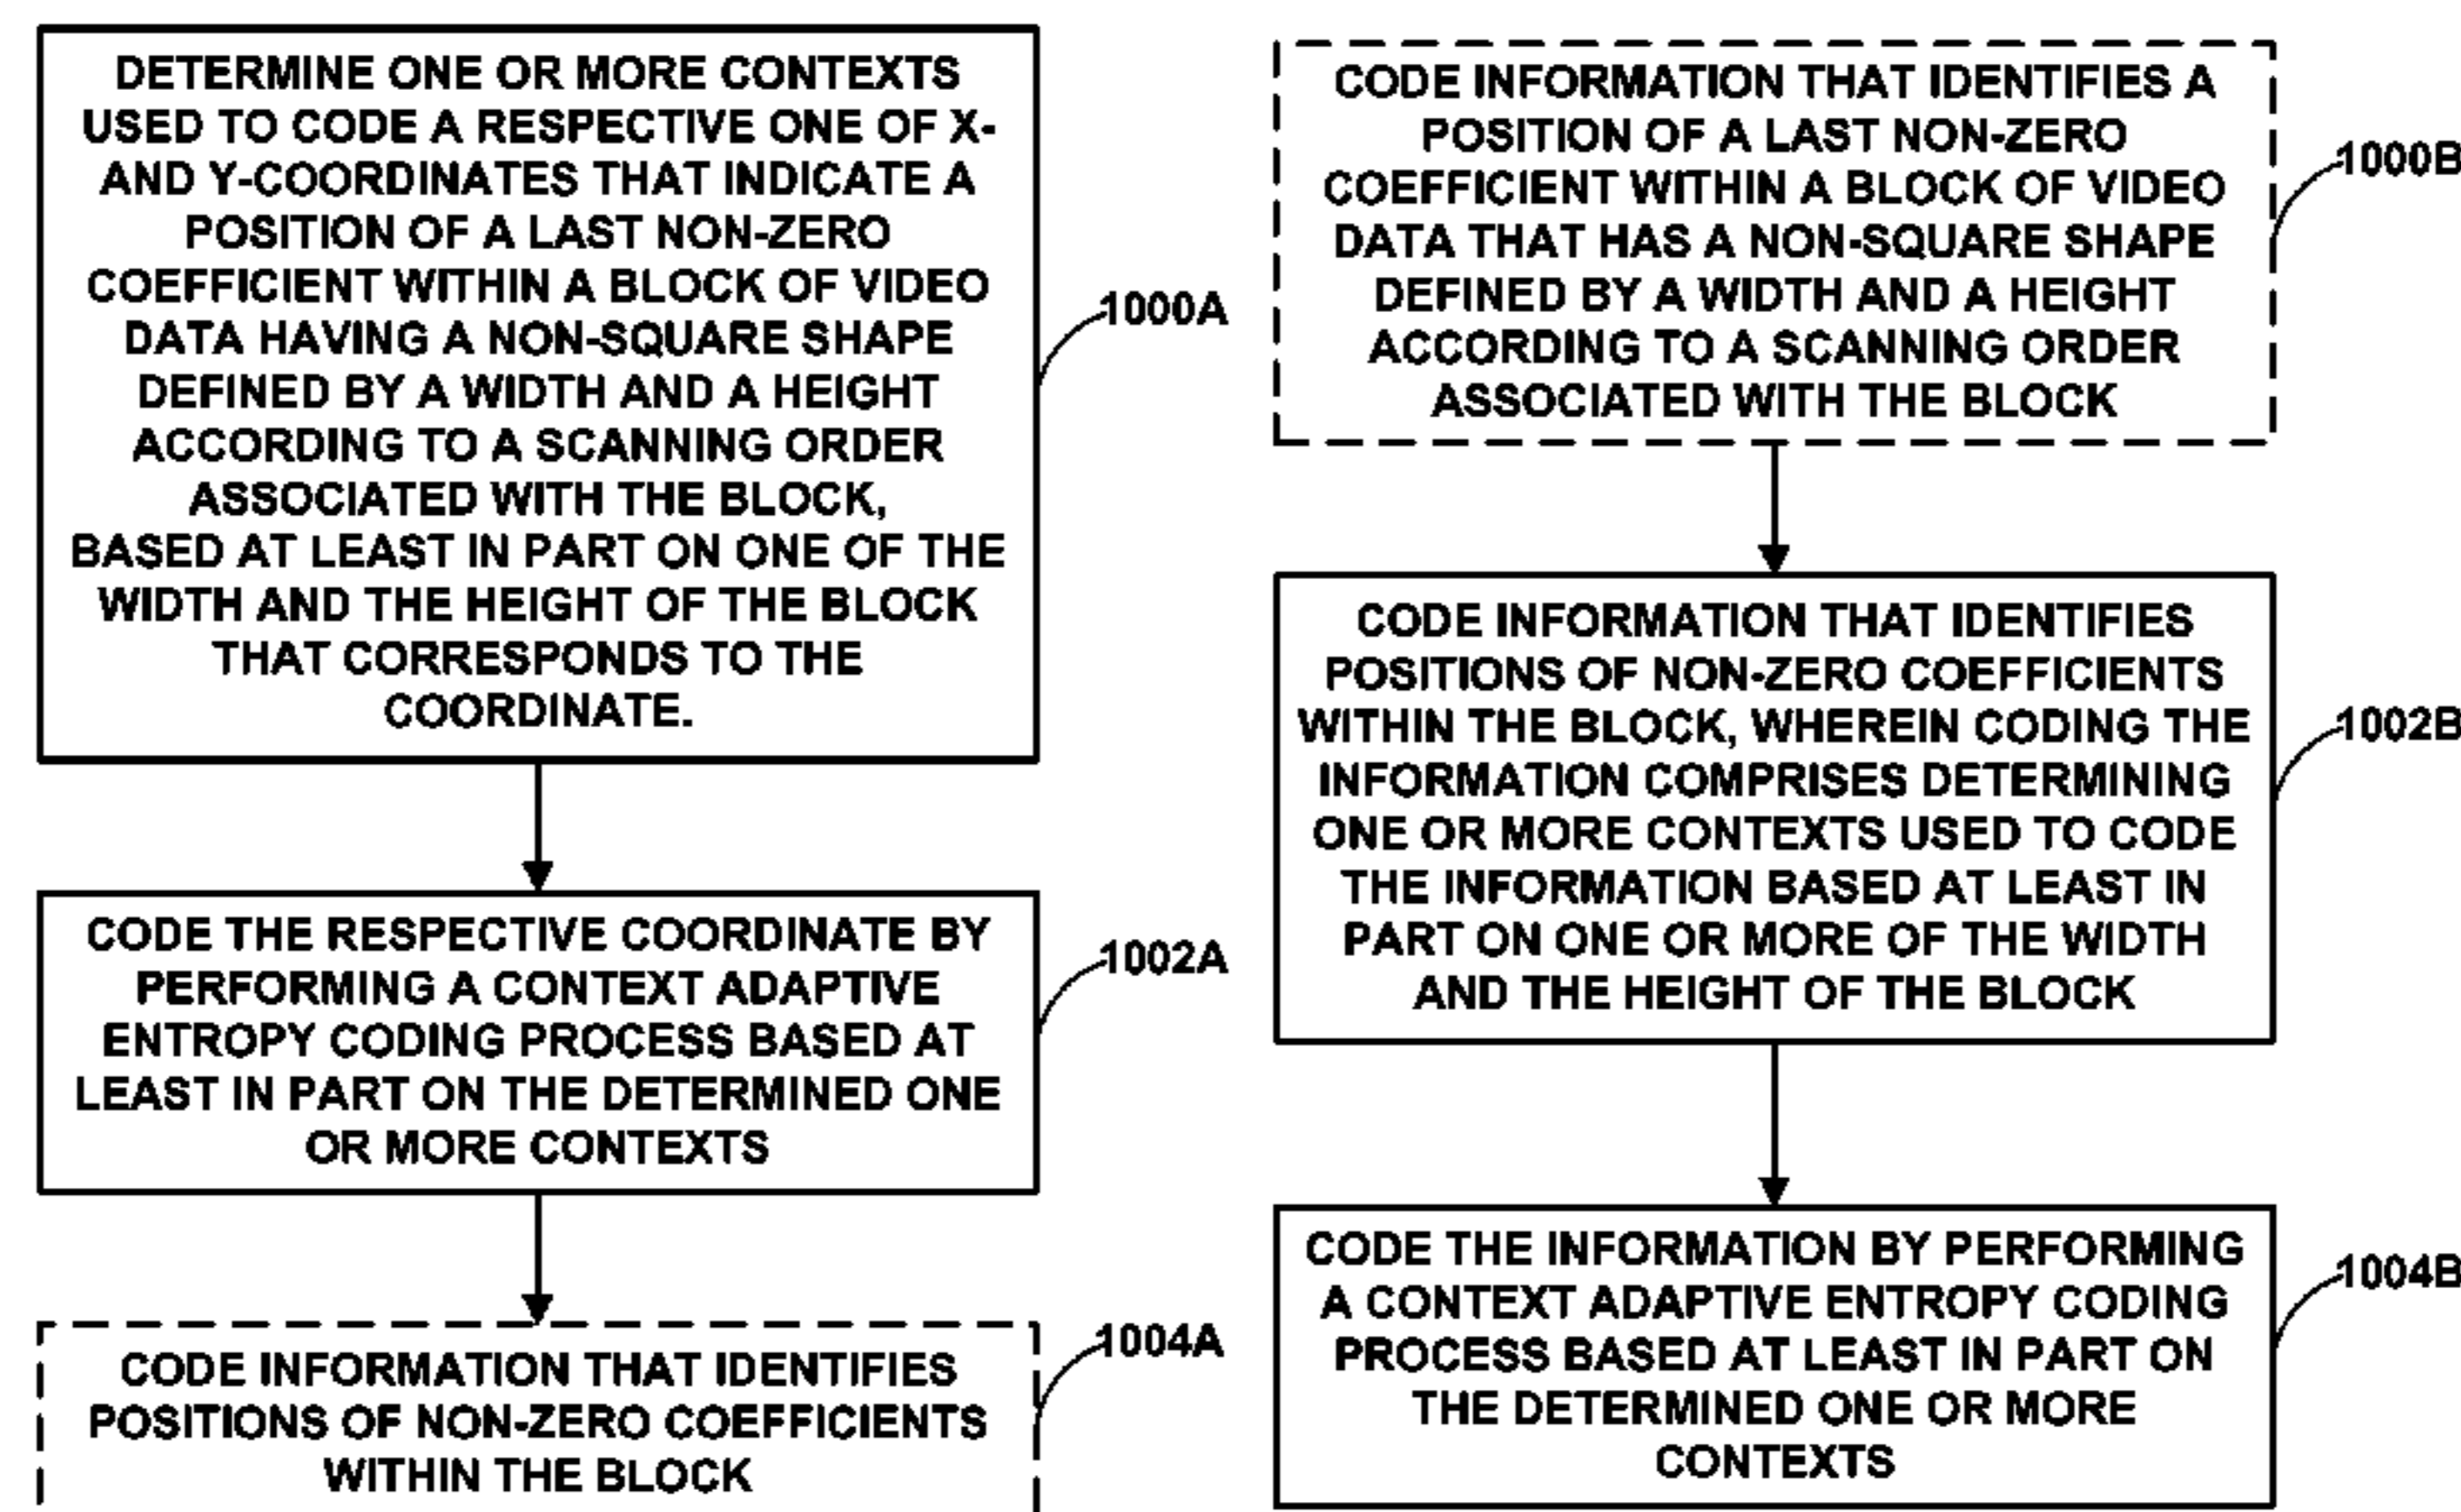 DETERMINE ONE OR MORE CONTEXTS
USED TO CODE A RESPECTIVE ONE OF X-
AND Y-COORDINATES THAT INDICATE A
POSITION OF A LAST NON-ZERO
COEFFICIENT WITHIN A BLOCK OF VIDEO
DATA HAVING A NON-SQUARE SHAPE
DEFINED BY A WIDTH AND A HEIGHT
ACCORDING TO A SCANNING ORDER
ASSOCIATED WITH THE BLOCK,
BASED AT LEAST IN PART ON ONE OF THE
WIDTH AND THE HEIGHT OF THE BLOCK
THAT CORRESPONDS TO THE
COORDINATE.
1000A
CODE THE RESPECTIVE COORDINATE BY
PERFORMING A CONTEXT ADAPTIVE
ENTROPY CODING PROCESS BASED AT
LEAST IN PART ON THE DETERMINED ONE
OR MORE CONTEXTS
1002A
CODE INFORMATION THAT IDENTIFIES
POSITIONS OF NON-ZERO COEFFICIENTS
WITHIN THE BLOCK
1004A
CODE INFORMATION THAT IDENTIFIES A
POSITION OF A LAST NON-ZERO
COEFFICIENT WITHIN A BLOCK OF VIDEO
DATA THAT HAS A NON-SQUARE SHAPE
DEFINED BY A WIDTH AND A HEIGHT
ACCORDING TO A SCANNING ORDER
ASSOCIATED WITH THE BLOCK
1000B
CODE INFORMATION THAT IDENTIFIES
POSITIONS OF NON-ZERO COEFFICIENTS
WITHIN THE BLOCK, WHEREIN CODING THE
INFORMATION COMPRISES DETERMINING
ONE OR MORE CONTEXTS USED TO CODE
THE INFORMATION BASED AT LEAST IN
PART ON ONE OR MORE OF THE WIDTH
AND THE HEIGHT OF THE BLOCK
1002B
CODE THE INFORMATION BY PERFORMING
A CONTEXT ADAPTIVE ENTROPY CODING
PROCESS BASED AT LEAST IN PART ON
THE DETERMINED ONE OR MORE
CONTEXTS
1004B